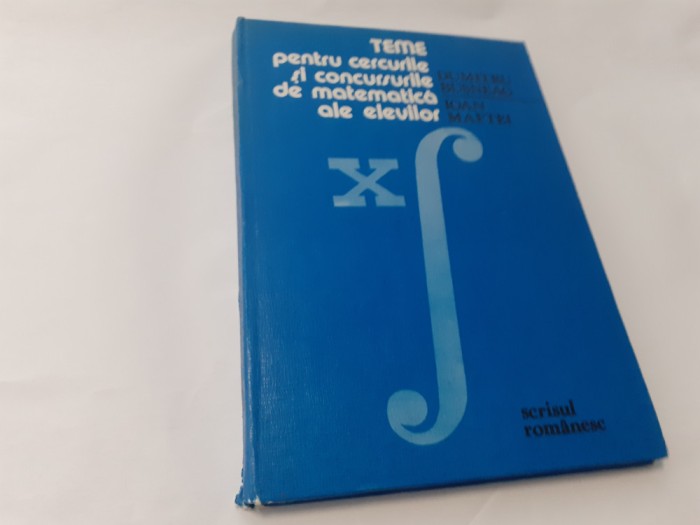 TEME
pentru cercurile
și concursurile
de matematică
ale elevilor
DUMITRU
BUȘNEAG
IOAN
MAFTEI
x∫
scrisul
românesc